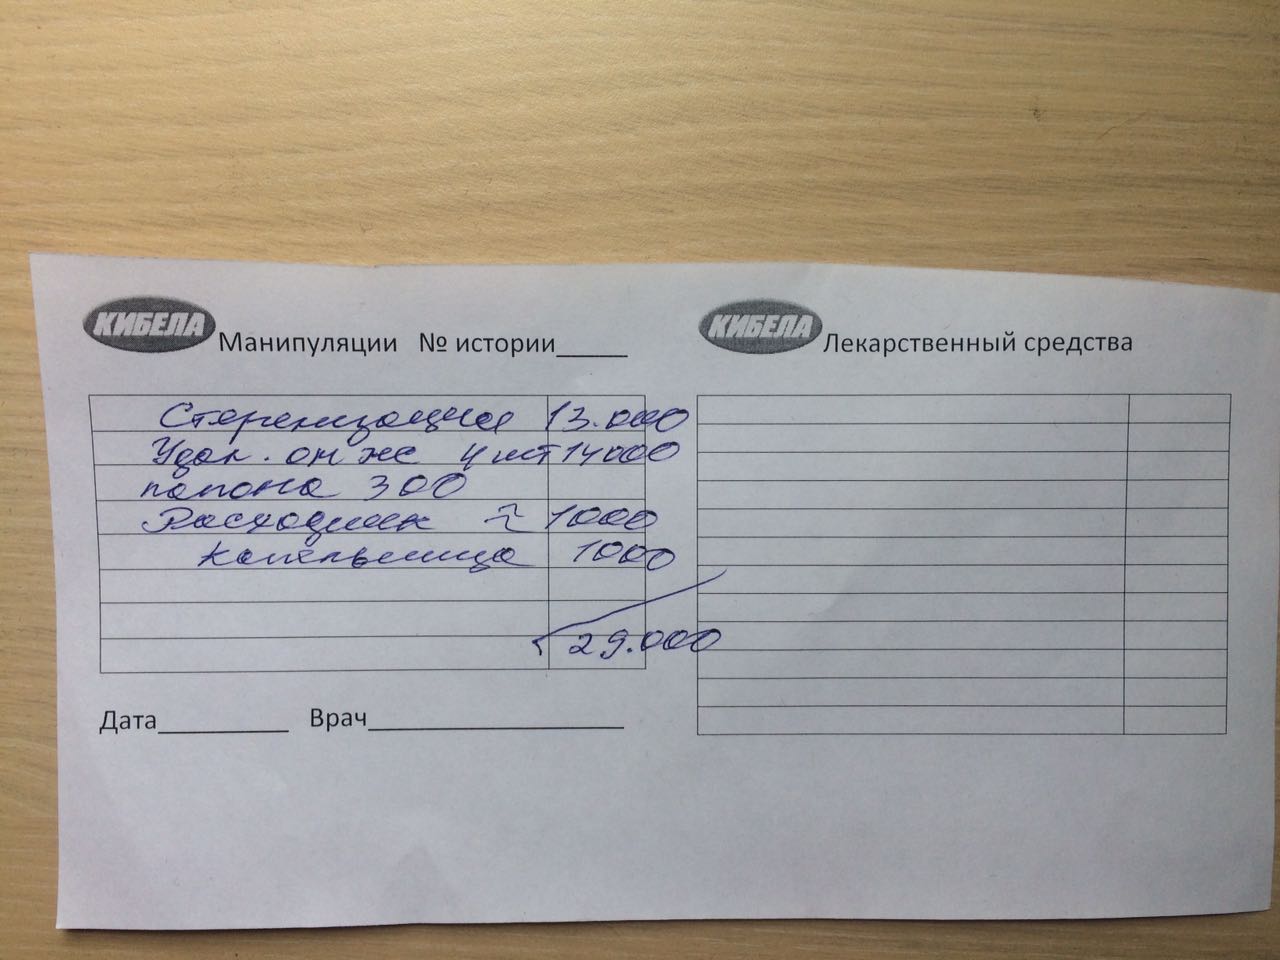 КИБЕЛА Манипуляции № истории_____
Стерилизация 13.000
Удал. он же 4 шт 14000
попона 300
Расходник ≈ 1000
капельница 1000
29.000
Дата_________ Врач__________________
КИБЕЛА Лекарственный средства